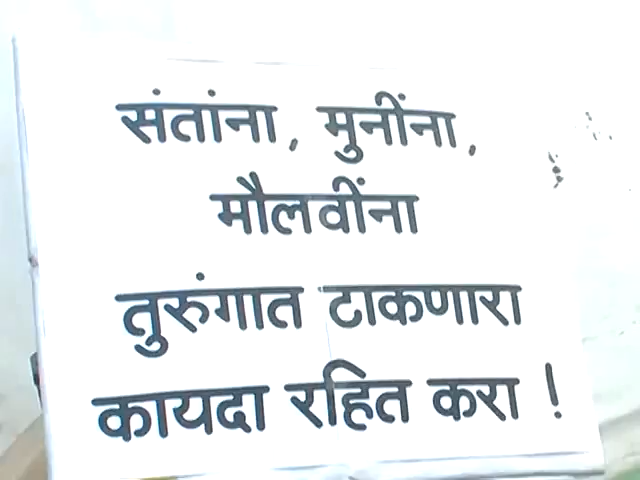 संतांना, मुनींना,
मौलवींना
तुरुंगात टाकणारा
कायदा रहित करा !